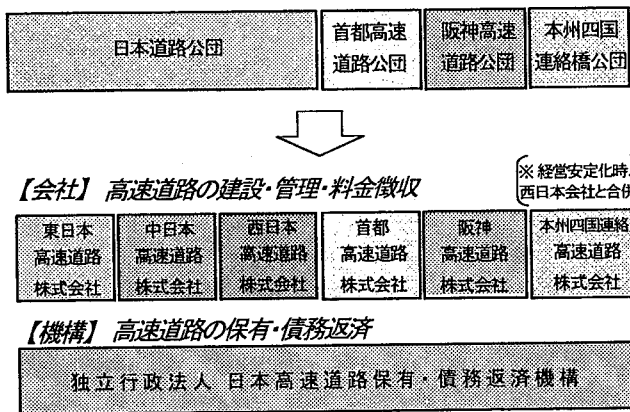 日本道路公団
首都高速
道路公団
阪神高速
道路公団
本州四国
連絡橋公団
【会社】 高速道路の建設・管理・料金徴収
※ 経営安定化時、
西日本会社と合併
東日本
高速道路
株式会社
中日本
高速道路
株式会社
西日本
高速道路
株式会社
首都
高速道路
株式会社
阪神
高速道路
株式会社
本州四国連絡
高速道路
株式会社
【機構】 高速道路の保有・債務返済
独立行政法人 日本高速道路保有・債務返済機構